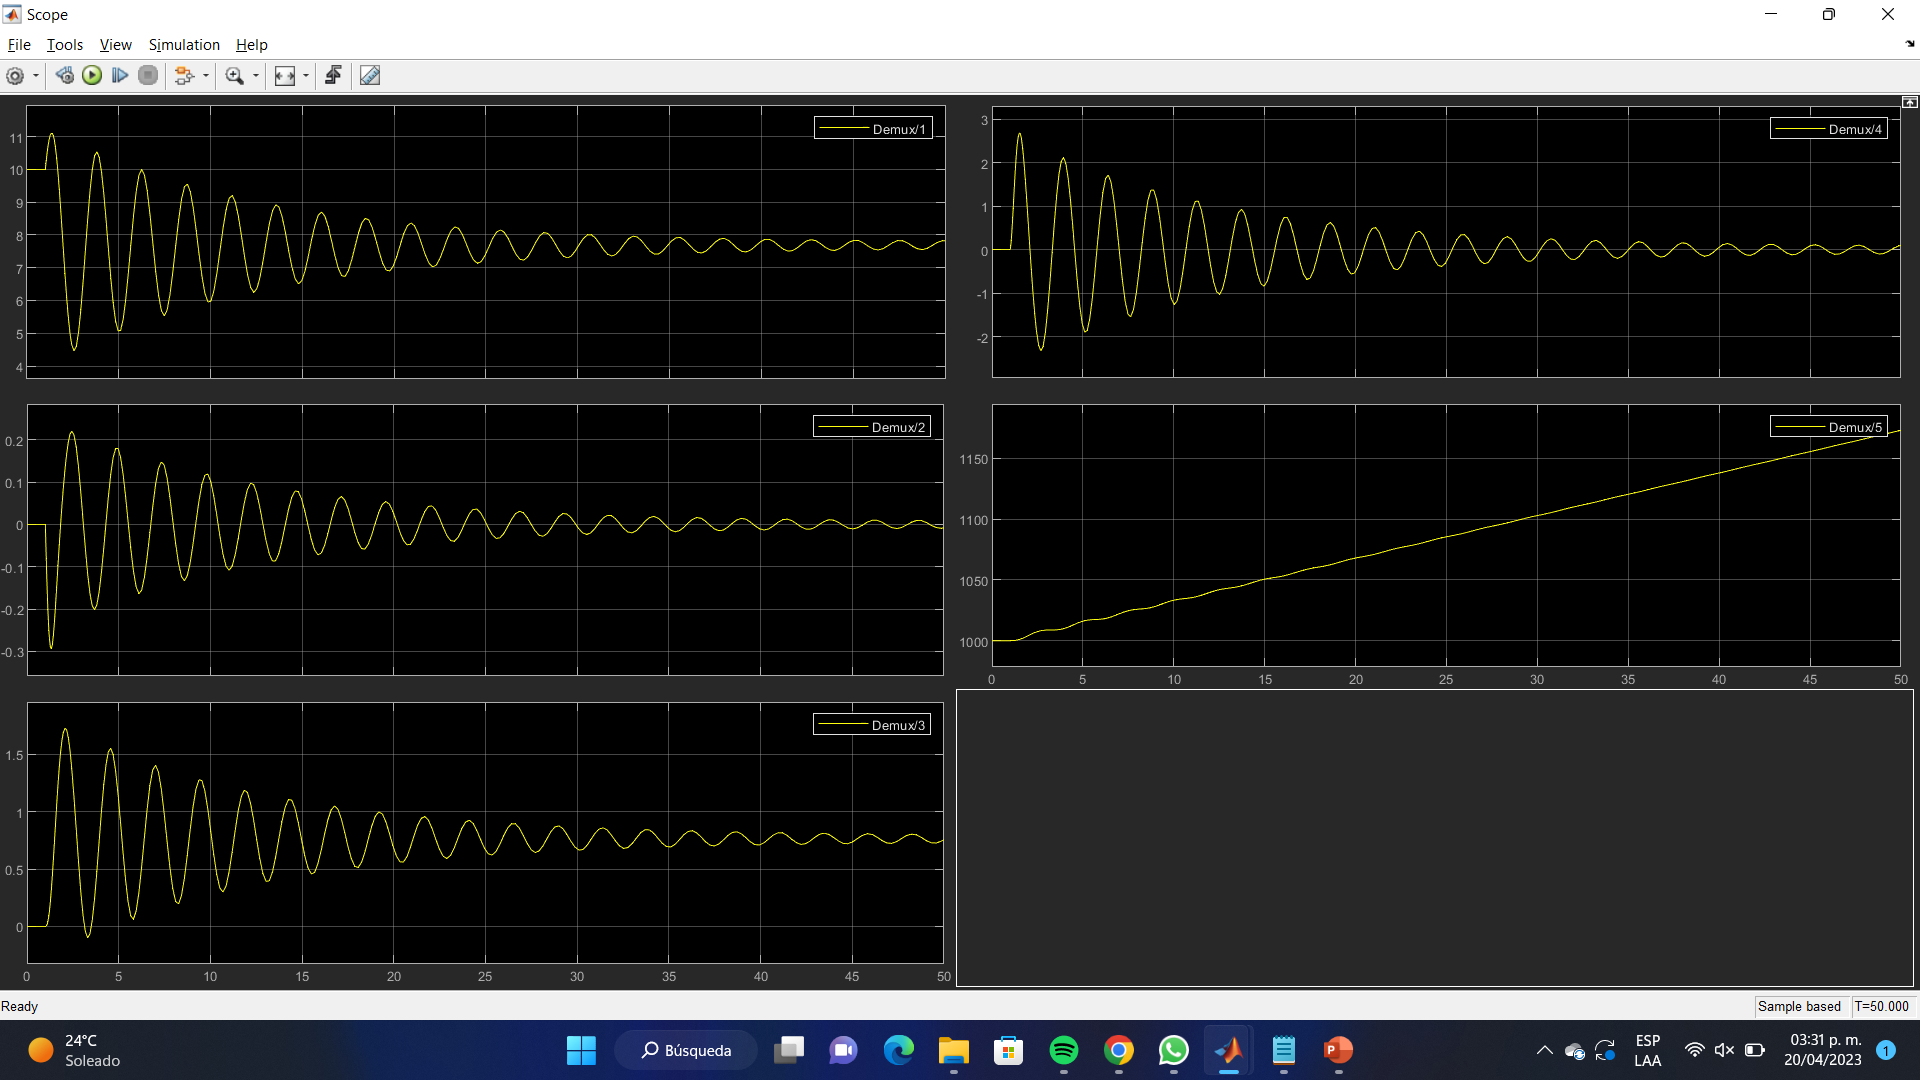 Scope
File Tools View Simulation Help
Demux/1
11
10
9
8
7
6
5
4
Demux/2
0.2
0.1
0
-0.1
-0.2
-0.3
Demux/3
1.5
1
0.5
0
0 5 10 15 20 25 30 35 40 45 50
Demux/4
3
2
1
0
-1
-2
Demux/5
1150
1100
1050
1000
0 5 10 15 20 25 30 35 40 45 50
Ready
Sample based T=50.000
24°C
Soleado
Búsqueda
ESP
LAA
03:31 p. m.
20/04/2023
1